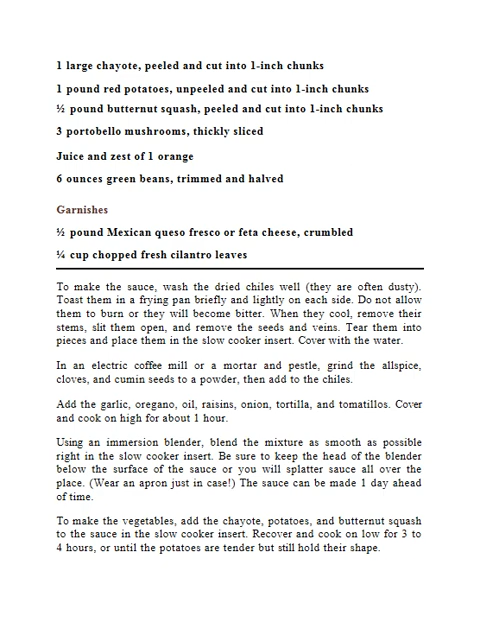 1 large chayote, peeled and cut into 1-inch chunks
1 pound red potatoes, unpeeled and cut into 1-inch chunks
½ pound butternut squash, peeled and cut into 1-inch chunks
3 portobello mushrooms, thickly sliced
Juice and zest of 1 orange
6 ounces green beans, trimmed and halved
Garnishes
½ pound Mexican queso fresco or feta cheese, crumbled
¼ cup chopped fresh cilantro leaves
To make the sauce, wash the dried chiles well (they are often dusty).
Toast them in a frying pan briefly and lightly on each side. Do not allow
them to burn or they will become bitter. When they cool, remove their
stems, slit them open, and remove the seeds and veins. Tear them into
pieces and place them in the slow cooker insert. Cover with the water.
In an electric coffee mill or a mortar and pestle, grind the allspice,
cloves, and cumin seeds to a powder, then add to the chiles.
Add the garlic, oregano, oil, raisins, onion, tortilla, and tomatillos. Cover
and cook on high for about 1 hour.
Using an immersion blender, blend the mixture as smooth as possible
right in the slow cooker insert. Be sure to keep the head of the blender
below the surface of the sauce or you will splatter sauce all over the
place. (Wear an apron just in case!) The sauce can be made 1 day ahead
of time.
To make the vegetables, add the chayote, potatoes, and butternut squash
to the sauce in the slow cooker insert. Recover and cook on low for 3 to
4 hours, or until the potatoes are tender but still hold their shape.